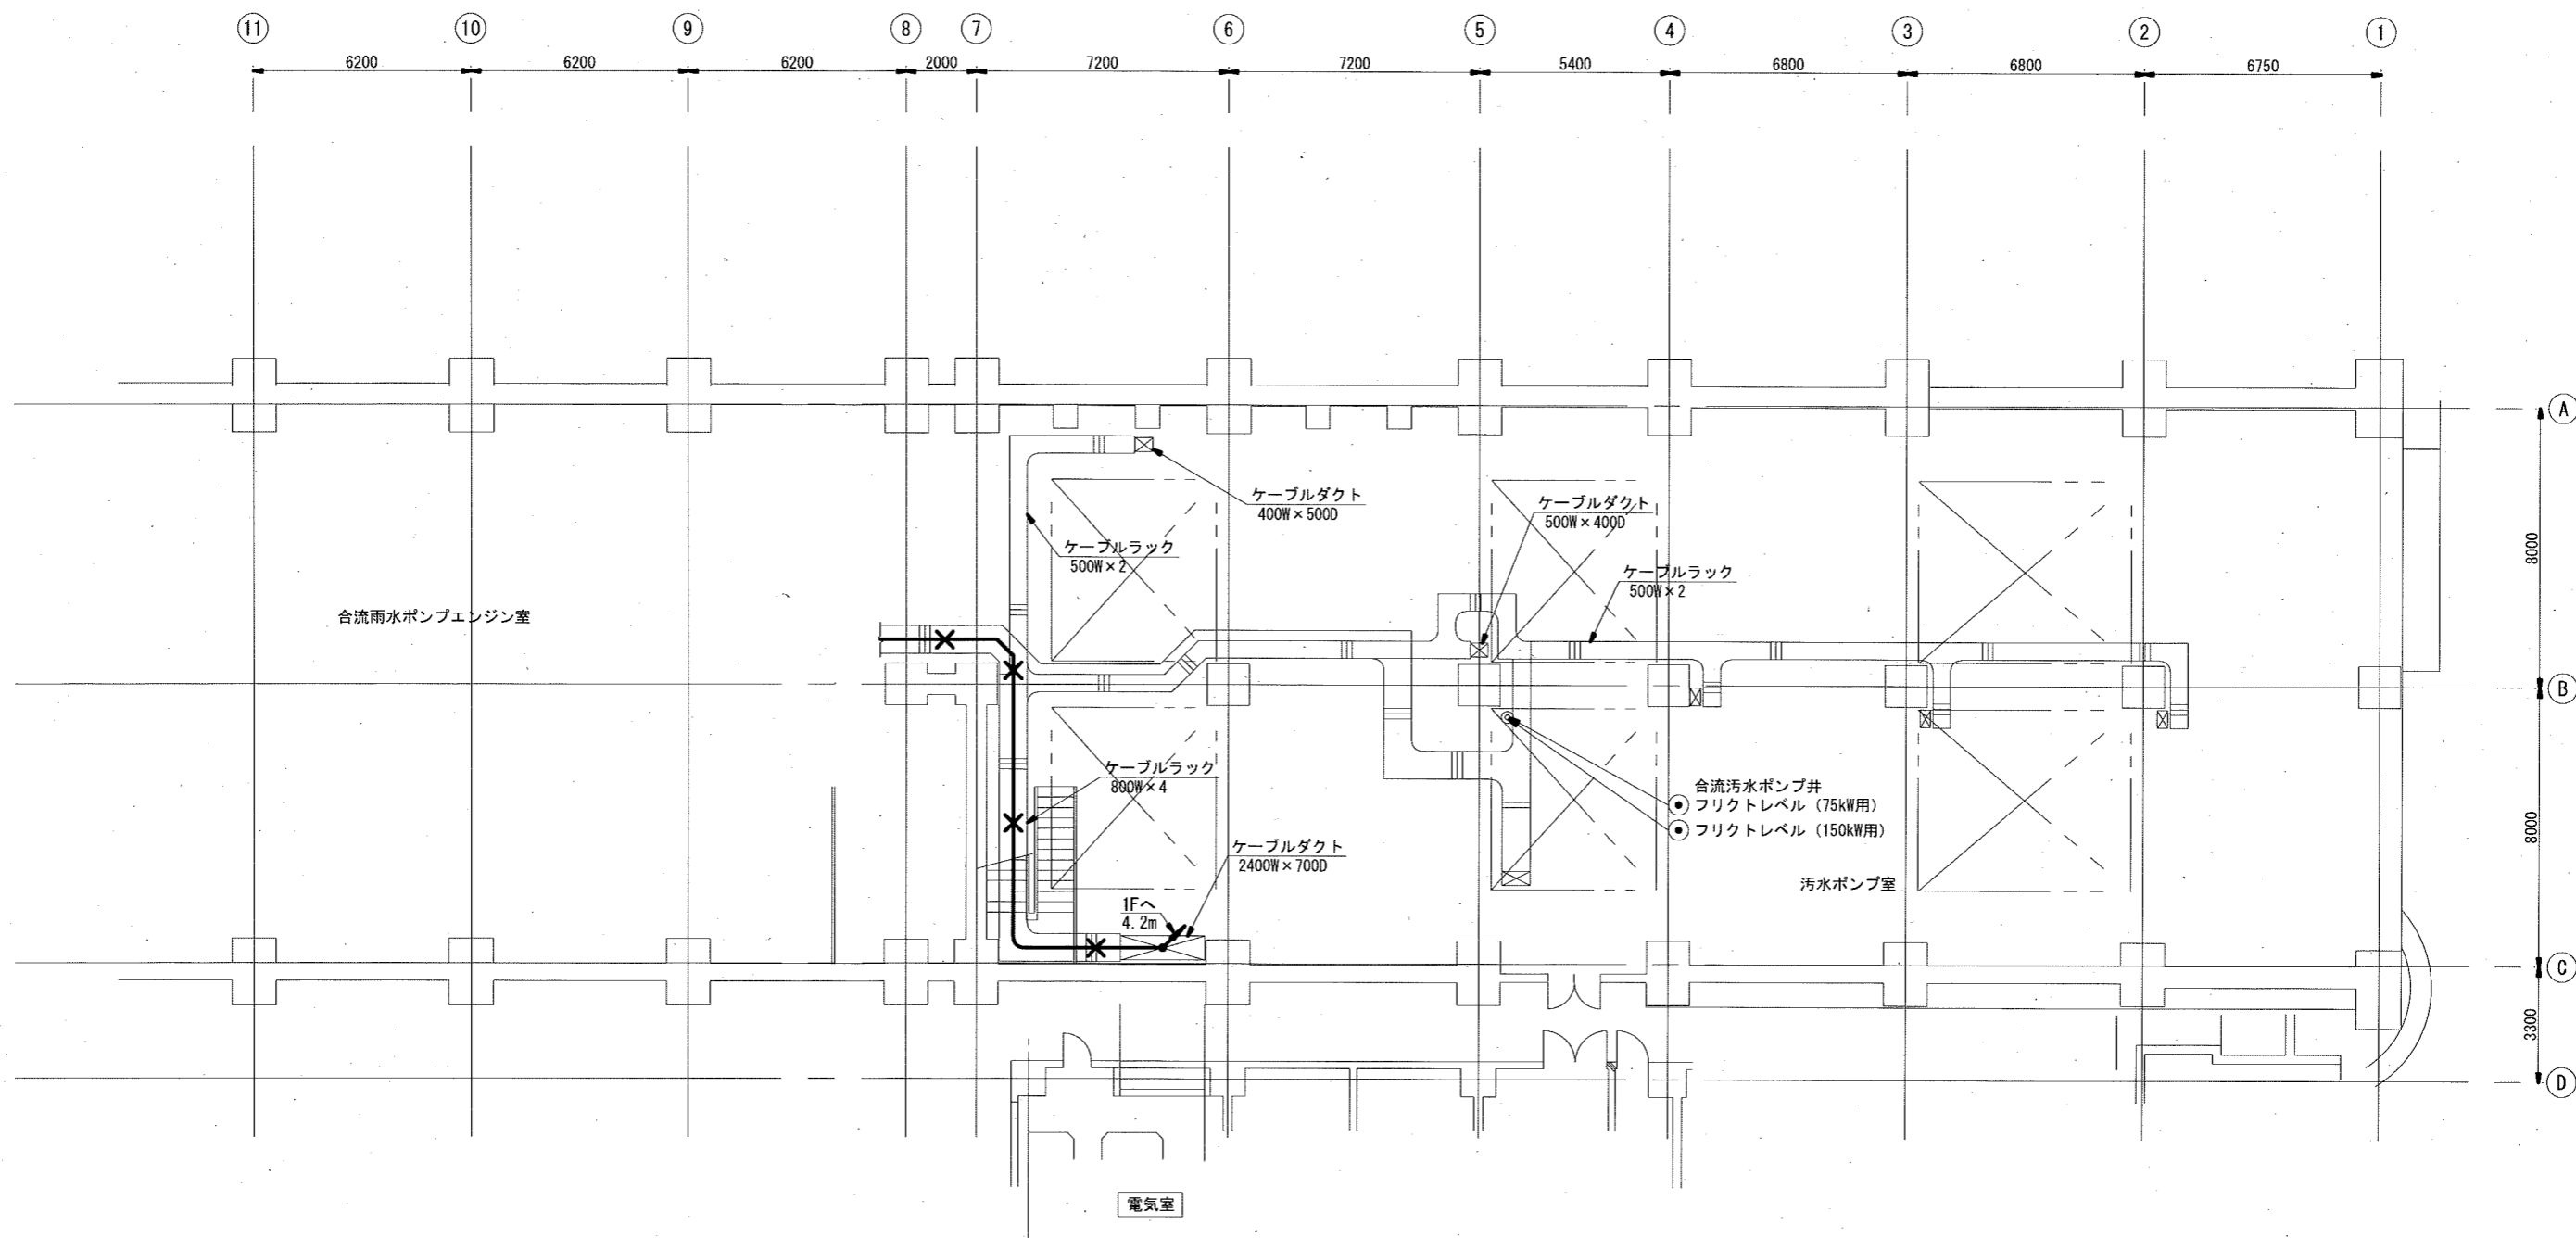 11 10 9 8 7 6 5 4 3 2 1
6200 6200 6200 2000 7200 7200 5400 6800 6800 6750
A
ケーブルダクト
400W×500D
ケーブルダクト
500W×400D
ケーブルラック
500W×2
ケーブルラック
500W×2
8000
合流雨水ポンプエンジン室
B
ケーブルラック
800W×4
合流汚水ポンプ井
フリクトレベル（75kW用）
フリクトレベル（150kW用）
ケーブルダクト
2400W×700D
8000
汚水ポンプ室
1Fへ
4.2m
C
3300
D
電気室